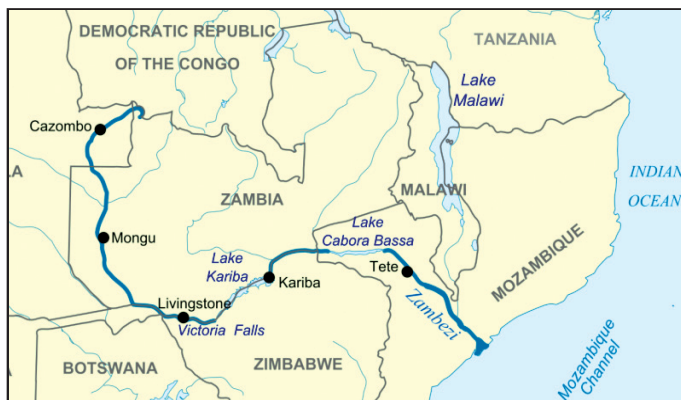 DEMOCRATIC REPUBLIC
OF THE CONGO
TANZANIA
Lake
Malawi
Cazombo
INDIAN
OCEAN
LA
ZAMBIA
MALAWI
Mongu
Lake
Cabora Bassa
Lake
Kariba
Kariba
Tete
MOZAMBIQUE
Livingstone
Victoria Falls
Zambezi
BOTSWANA
ZIMBABWE
Mozambique
Channel